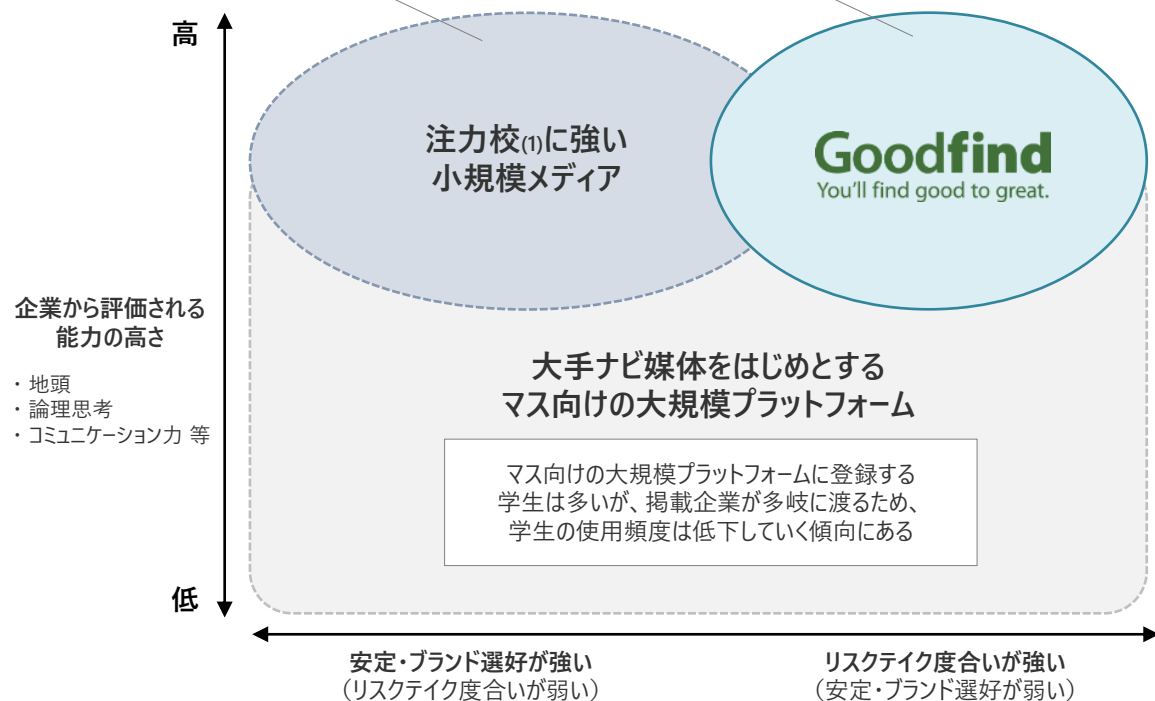 高
注力校(1)に強い
小規模メディア
Goodfind
You'll find good to great.
企業から評価される
能力の高さ
・ 地頭
・ 論理思考
・ コミュニケーション力 等
大手ナビ媒体をはじめとする
マス向けの大規模プラットフォーム
マス向けの大規模プラットフォームに登録する
学生は多いが、掲載企業が多岐に渡るため、
学生の使用頻度は低下していく傾向にある
低
安定・ブランド選好が強い
（リスクテイク度合いが弱い）
リスクテイク度合いが強い
（安定・ブランド選好が弱い）